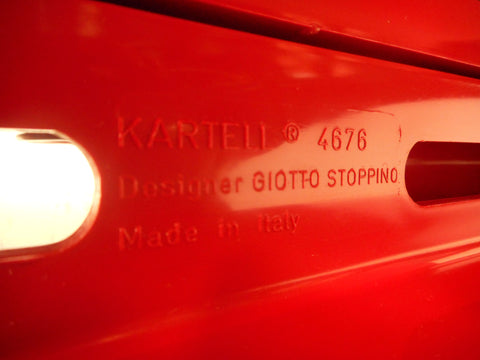 KARTELL® 4676
Designer GIOTTO STOPPINO
Made in Italy